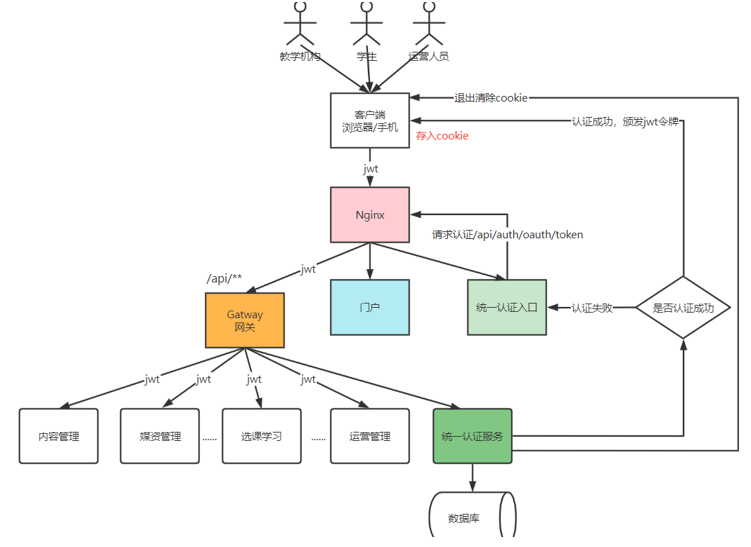 教学机构
学生
运营人员
客户端
浏览器/手机
退出清除cookie
认证成功，颁发jwt令牌
存入cookie
jwt
Nginx
请求认证/api/auth/oauth/token
/api/**
jwt
Gatway
网关
门户
统一认证入口
认证失败
是否认证成功
jwt
jwt
jwt
jwt
内容管理
媒资管理
......
选课学习
......
运营管理
统一认证服务
数据库